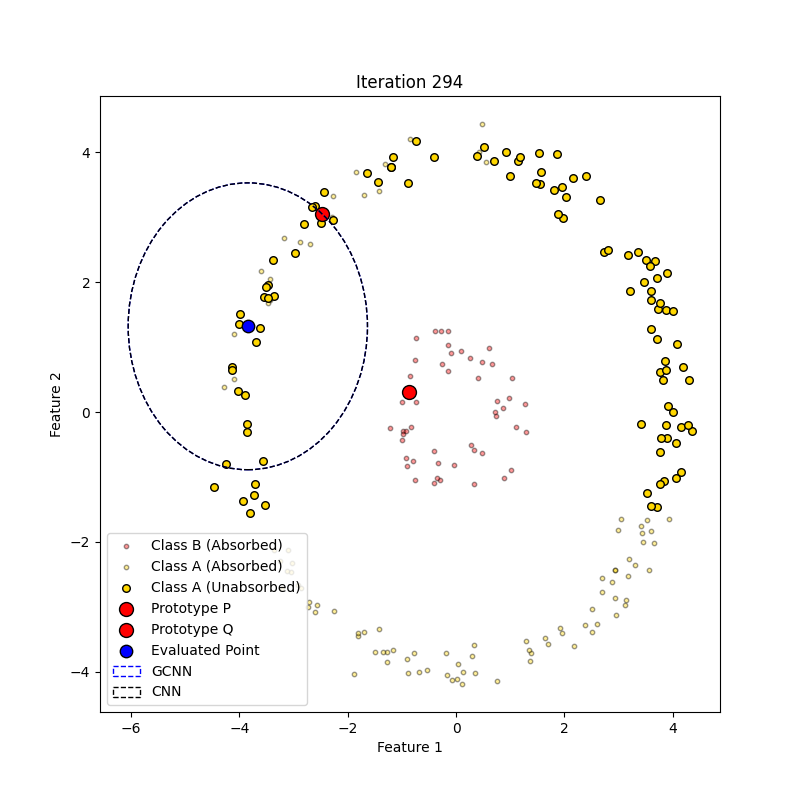 Iteration 294
Feature 2
4
2
0
−2
−4
Class B (Absorbed)
Class A (Absorbed)
Class A (Unabsorbed)
Prototype P
Prototype Q
Evaluated Point
GCNN
CNN
−6 −4 −2 0 2 4
Feature 1